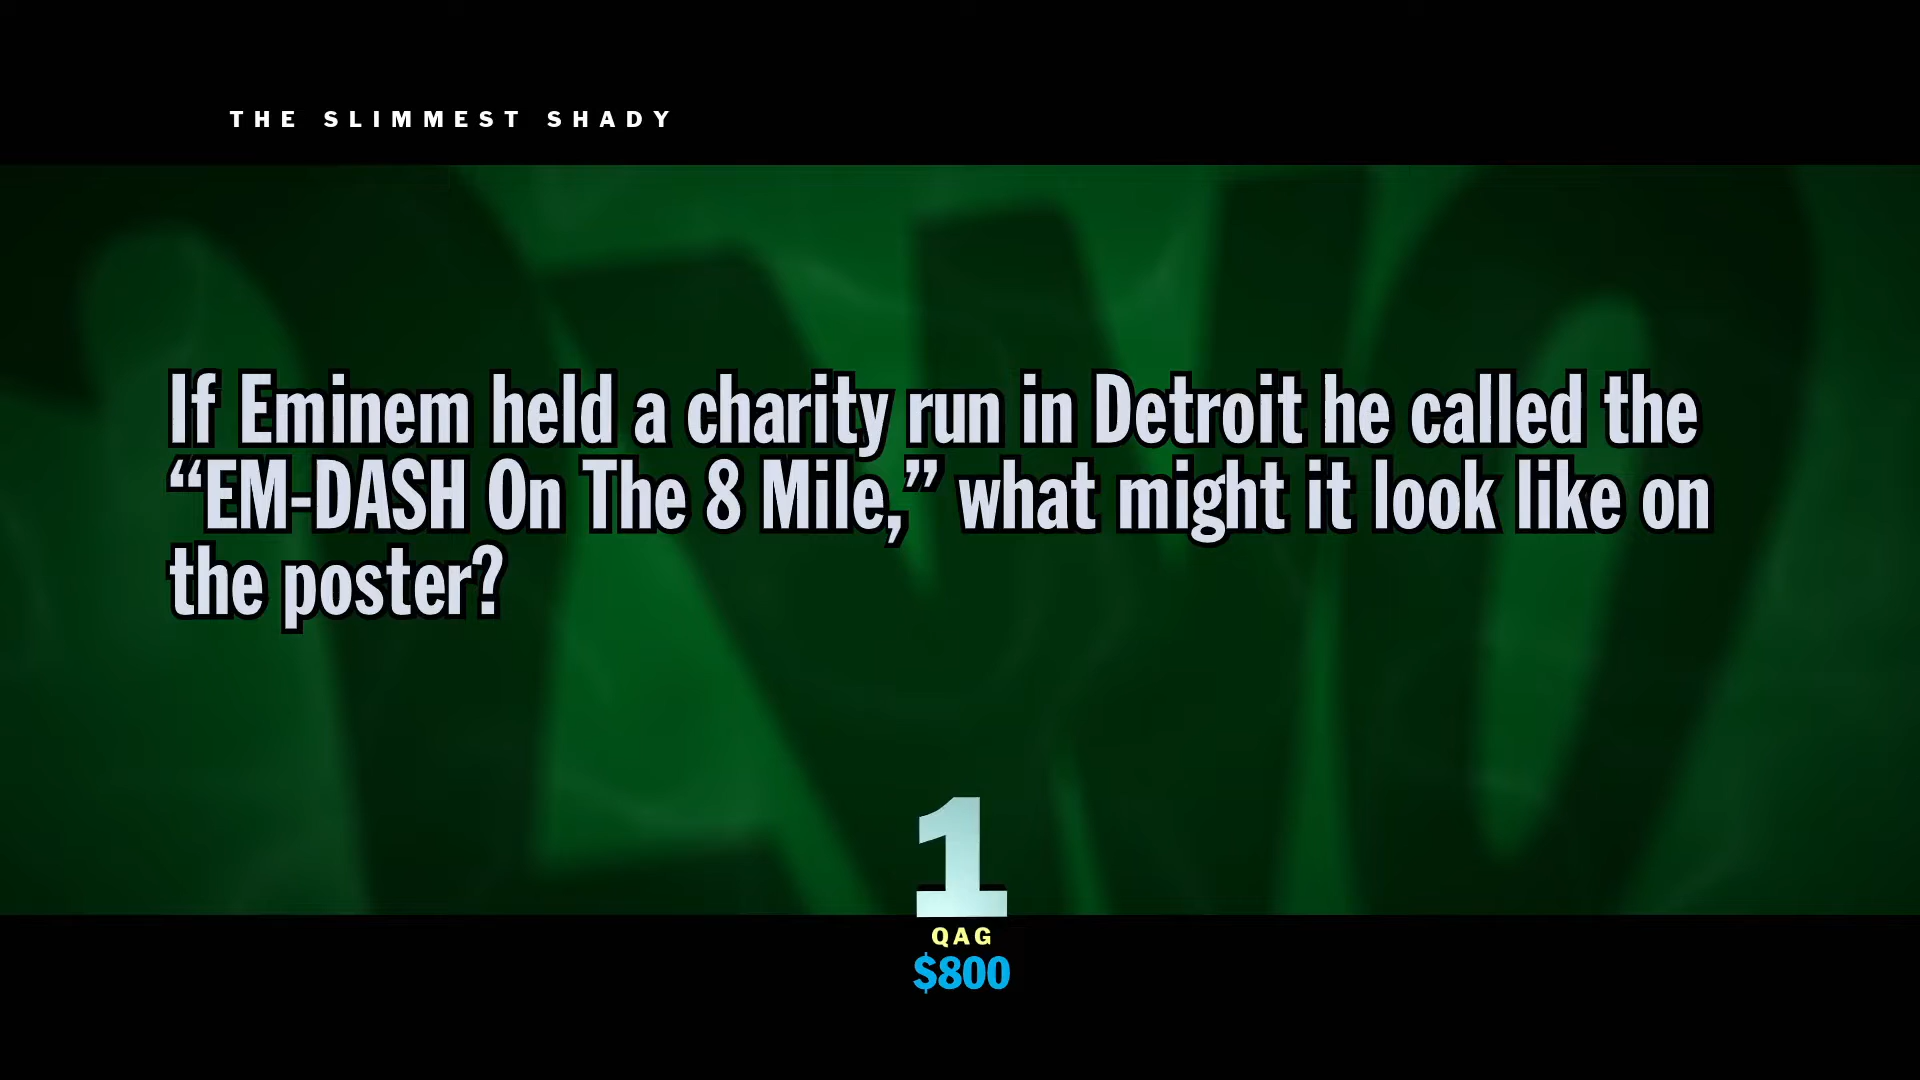 THE SLIMMEST SHADY
If Eminem held a charity run in Detroit he called the
“EM-DASH On The 8 Mile,” what might it look like on
the poster?
1
QAG
$800